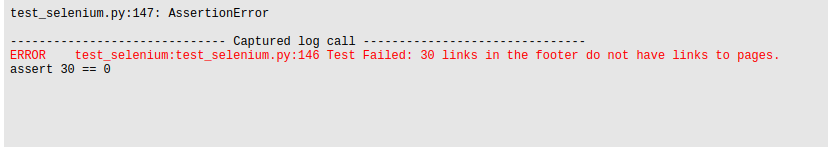 test_selenium.py:147: AssertionError
------------------------------ Captured log call -------------------------------
ERROR    test_selenium:test_selenium.py:146 Test Failed: 30 links in the footer do not have links to pages.
assert 30 == 0